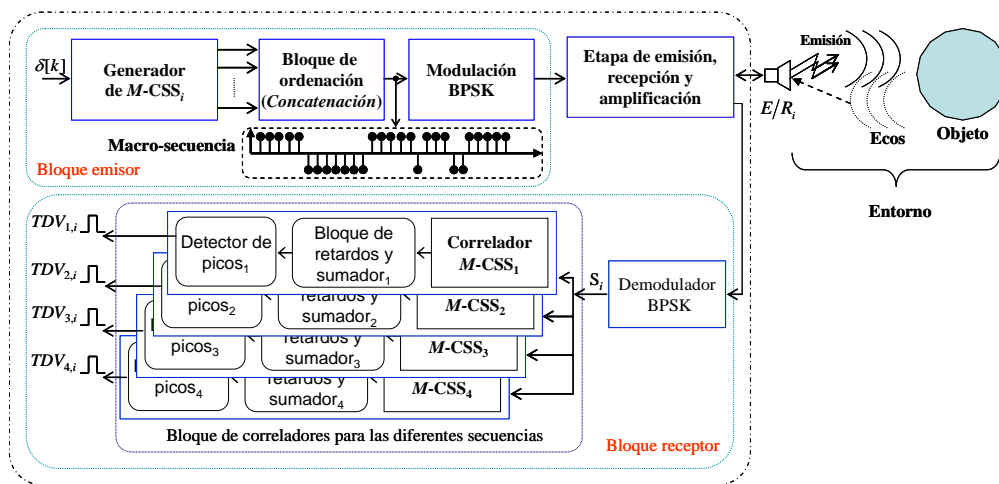 δ[k]
Generador
de M-CSSi
Bloque de
ordenación
(Concatenación)
Modulación
BPSK
Etapa de emisión,
recepción y
amplificación
Emisión
E/Ri
Ecos
Objeto
Entorno
Macro-secuencia
Bloque emisor
TDV1,i
TDV2,i
TDV3,i
TDV4,i
Detector de
picos1
Bloque de
retardos y
sumador1
Correlador
M-CSS1
picos2
retardos y
sumador2
M-CSS2
picos3
retardos y
sumador3
M-CSS3
picos4
retardos y
sumador4
M-CSS4
Si
Demodulador
BPSK
Bloque de correladores para las diferentes secuencias
Bloque receptor